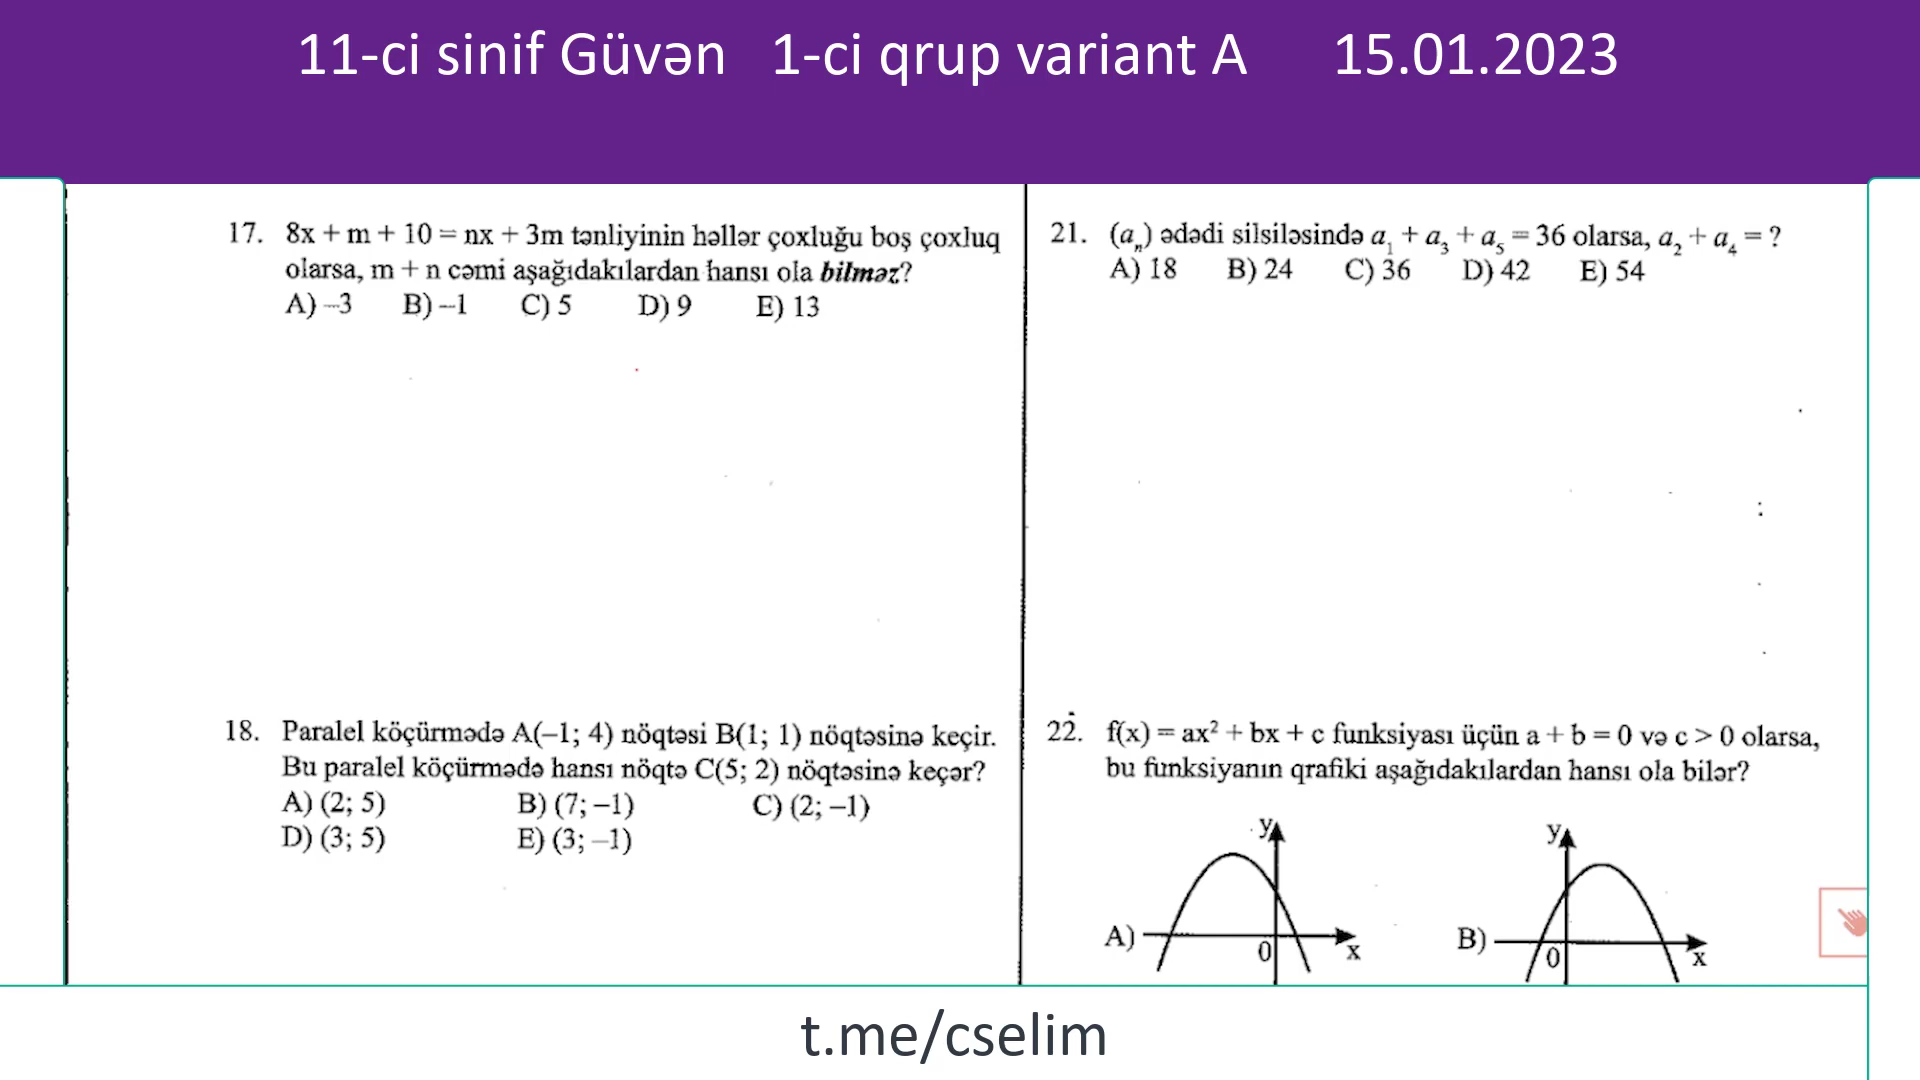 11-ci sinif Güvən 1-ci qrup variant A 15.01.2023
17. 8x + m + 10 = nx + 3m tənliyinin həllər çoxluğu boş çoxluq
olarsa, m + n cəmi aşağıdakılardan hansı ola bilməz?
A) –3 B) –1 C) 5 D) 9 E) 13
18. Paralel köçürmədə A(–1; 4) nöqtəsi B(1; 1) nöqtəsinə keçir.
Bu paralel köçürmədə hansı nöqtə C(5; 2) nöqtəsinə keçər?
A) (2; 5) B) (7; –1) C) (2; –1)
D) (3; 5) E) (3; –1)
21. (aₙ) ədədi silsiləsində a₁ + a₃ + a₅ = 36 olarsa, a₂ + a₄ = ?
A) 18 B) 24 C) 36 D) 42 E) 54
22. f(x) = ax² + bx + c funksiyası üçün a + b = 0 və c > 0 olarsa,
bu funksiyanın qrafiki aşağıdakılardan hansı ola bilər?
y y
A) 0 x B) 0 x
t.me/cselim